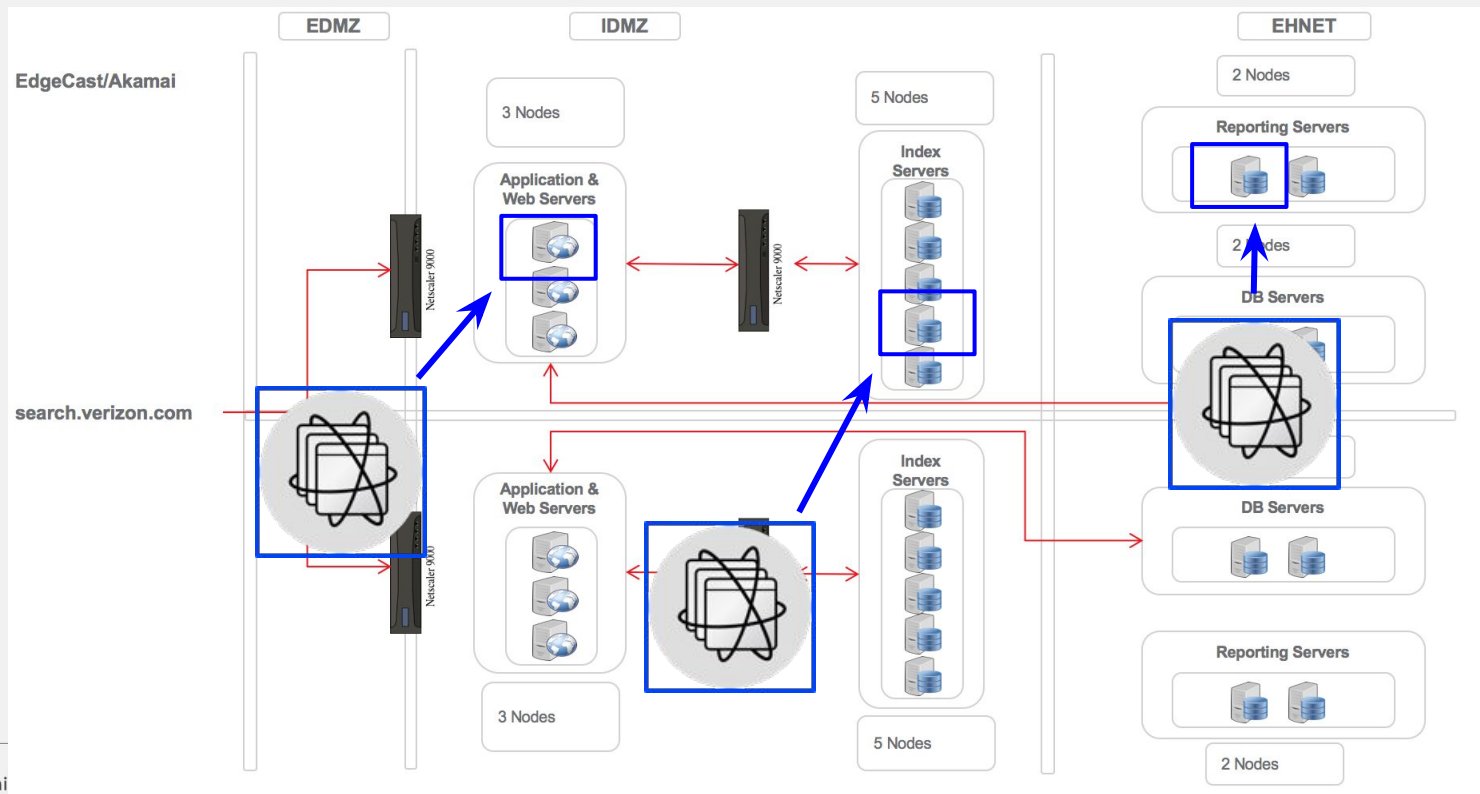 EDMZ
IDMZ
EHNET
EdgeCast/Akamai
3 Nodes
5 Nodes
2 Nodes
Reporting Servers
Index
Servers
Application &
Web Servers
Netscaler 9000
Netscaler 9000
2 Nodes
DB Servers
search.verizon.com
Index
Servers
Application &
Web Servers
DB Servers
Netscaler 9000
Reporting Servers
3 Nodes
5 Nodes
2 Nodes